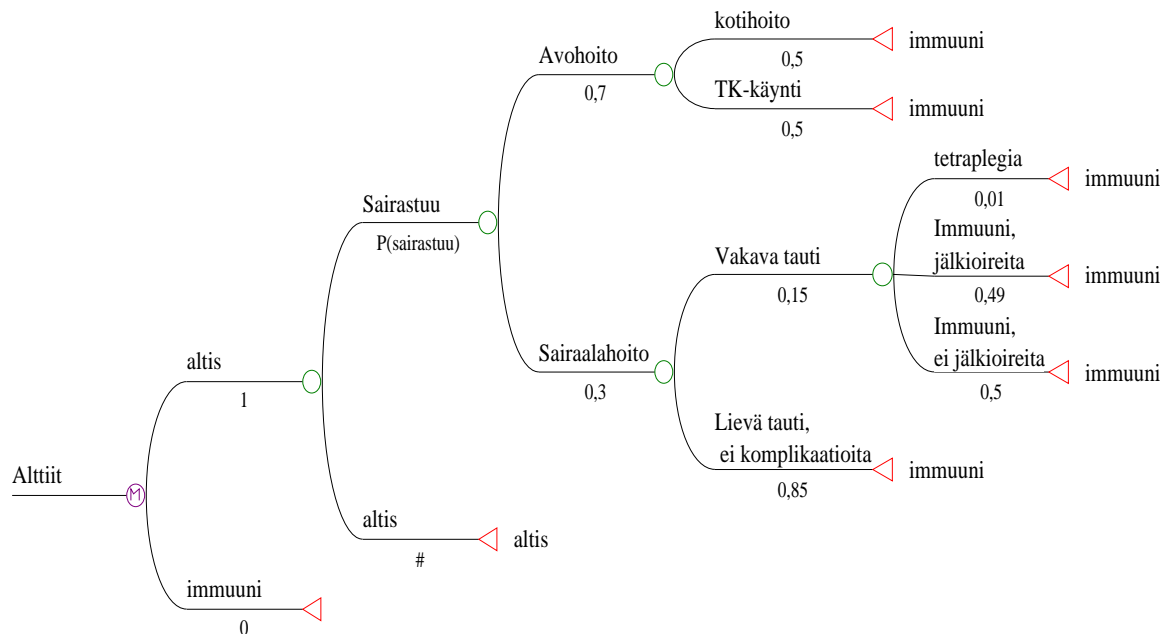 kotihoito
immuuni
0,5
Avohoito
0,7
TK-käynti
immuuni
0,5
tetraplegia
immuuni
0,01
Sairastuu
P(sairastuu)
Immuuni,
jälkioireita
immuuni
0,49
Vakava tauti
0,15
Immuuni,
ei jälkioireita
immuuni
0,5
altis
1
Sairaalahoito
0,3
Lievä tauti,
ei komplikaatioita
immuuni
0,85
Alttiit
M
altis
altis
#
immuuni
0